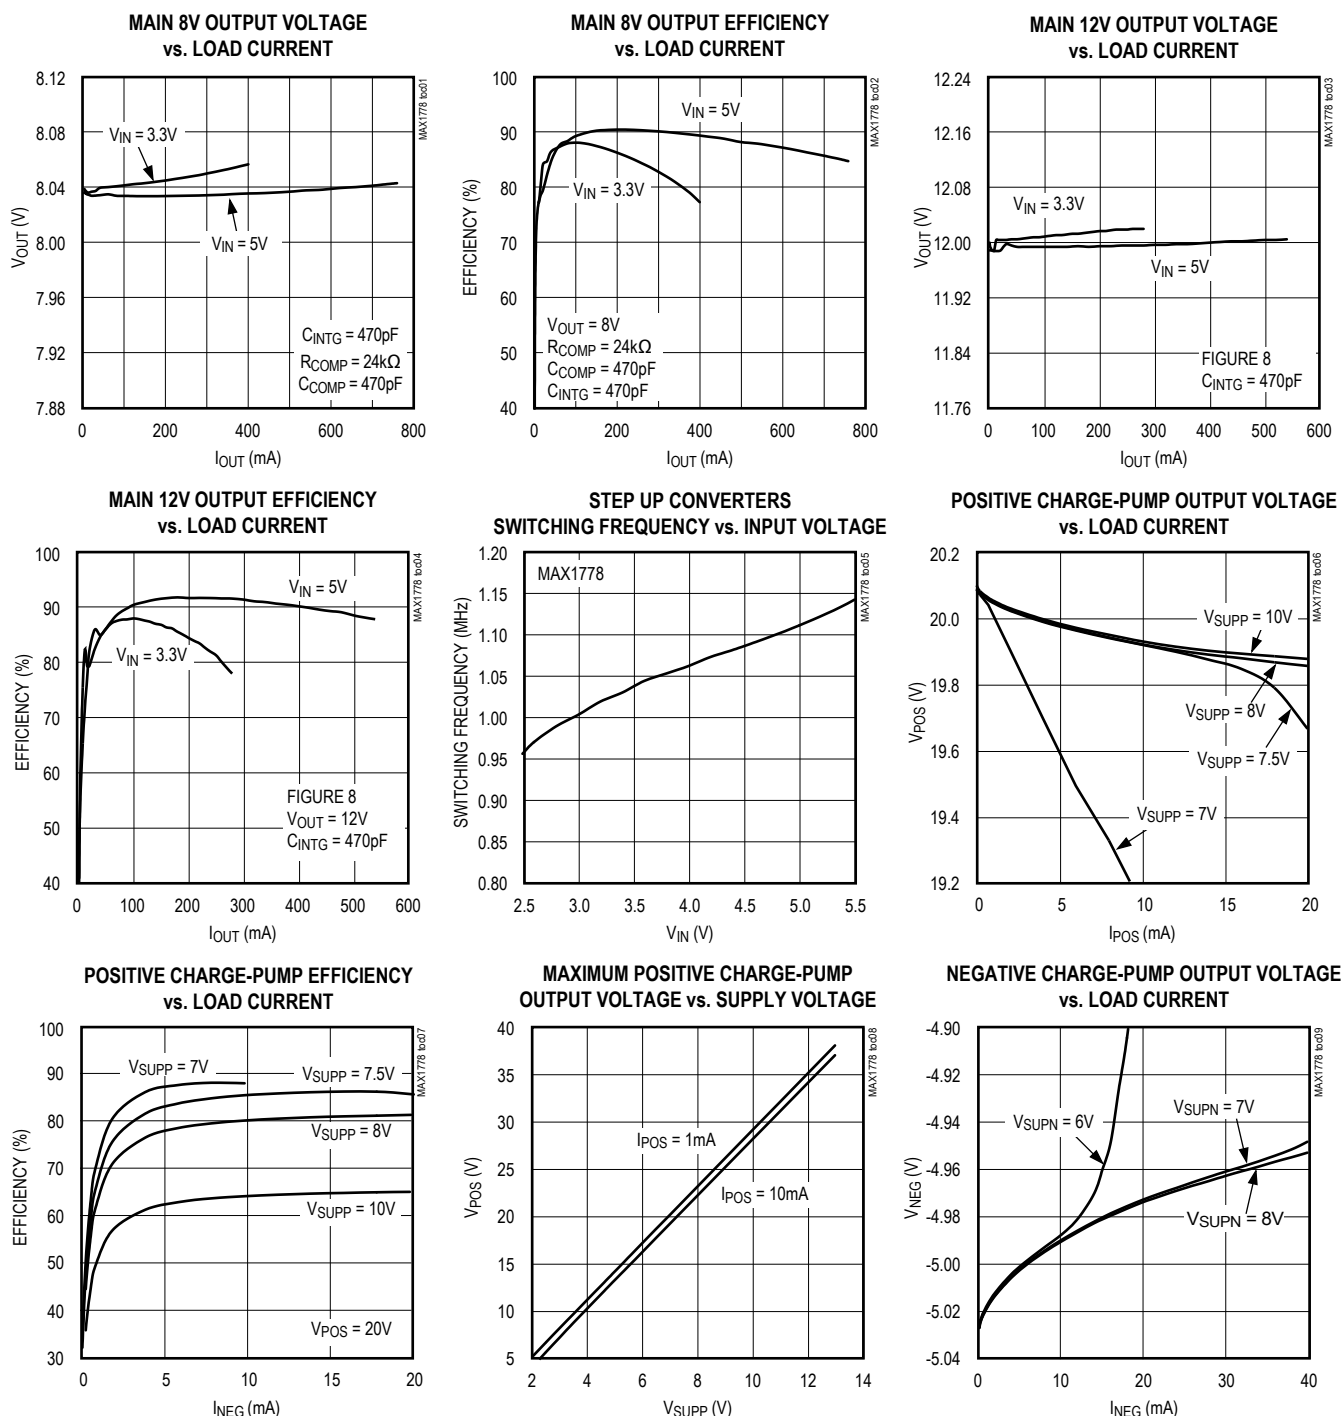 MAIN 8V OUTPUT VOLTAGE
vs. LOAD CURRENT
8.12
8.08
8.04
8.00
7.96
7.92
7.88
VOUT (V)
VIN = 3.3V
VIN = 5V
CINTG = 470pF
RCOMP = 24kΩ
CCOMP = 470pF
0 200 400 600 800
IOUT (mA)
MAX1778 toc01
MAIN 8V OUTPUT EFFICIENCY
vs. LOAD CURRENT
100
90
80
70
60
50
40
EFFICIENCY (%)
VIN = 5V
VIN = 3.3V
VOUT = 8V
RCOMP = 24kΩ
CCOMP = 470pF
CINTG = 470pF
0 200 400 600 800
IOUT (mA)
MAX1778 toc02
MAIN 12V OUTPUT VOLTAGE
vs. LOAD CURRENT
12.24
12.16
12.08
12.00
11.92
11.84
11.76
VOUT (V)
VIN = 3.3V
VIN = 5V
FIGURE 8
CINTG = 470pF
0 100 200 300 400 500 600
IOUT (mA)
MAX1778 toc03
MAIN 12V OUTPUT EFFICIENCY
vs. LOAD CURRENT
100
90
80
70
60
50
40
EFFICIENCY (%)
VIN = 5V
VIN = 3.3V
FIGURE 8
VOUT = 12V
CINTG = 470pF
0 100 200 300 400 500 600
IOUT (mA)
MAX1778 toc04
STEP UP CONVERTERS
SWITCHING FREQUENCY vs. INPUT VOLTAGE
1.20
1.15
1.10
1.05
1.00
0.95
0.90
0.85
0.80
SWITCHING FREQUENCY (MHz)
MAX1778
2.5 3.0 3.5 4.0 4.5 5.0 5.5
VIN (V)
MAX1778 toc05
POSITIVE CHARGE-PUMP OUTPUT VOLTAGE
vs. LOAD CURRENT
20.2
20.0
19.8
19.6
19.4
19.2
VPOS (V)
VSUPP = 10V
VSUPP = 8V
VSUPP = 7.5V
VSUPP = 7V
0 5 10 15 20
IPOS (mA)
MAX1778 toc06
POSITIVE CHARGE-PUMP EFFICIENCY
vs. LOAD CURRENT
100
90
80
70
60
50
40
30
EFFICIENCY (%)
VSUPP = 7V
VSUPP = 7.5V
VSUPP = 8V
VSUPP = 10V
VPOS = 20V
0 5 10 15 20
INEG (mA)
MAX1778 toc07
MAXIMUM POSITIVE CHARGE-PUMP
OUTPUT VOLTAGE vs. SUPPLY VOLTAGE
40
35
30
25
20
15
10
5
VPOS (V)
IPOS = 1mA
IPOS = 10mA
2 4 6 8 10 12 14
VSUPP (V)
MAX1778 toc08
NEGATIVE CHARGE-PUMP OUTPUT VOLTAGE
vs. LOAD CURRENT
-4.90
-4.92
-4.94
-4.96
-4.98
-5.00
-5.02
-5.04
VNEG (V)
VSUPN = 6V
VSUPN = 7V
VSUPN = 8V
0 10 20 30 40
INEG (mA)
MAX1778 toc09